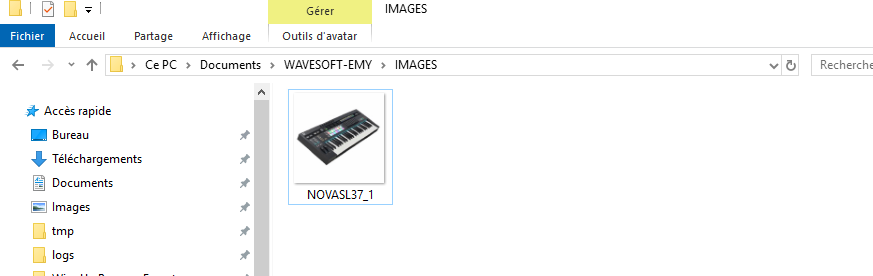 Gérer
IMAGES
Fichier
Accueil
Partage
Affichage
Outils d'avatar
Ce PC > Documents > WAVESOFT-EMY > IMAGES
Recherche
Accès rapide
Bureau
Téléchargements
Documents
Images
tmp
logs
NOVASL37_1